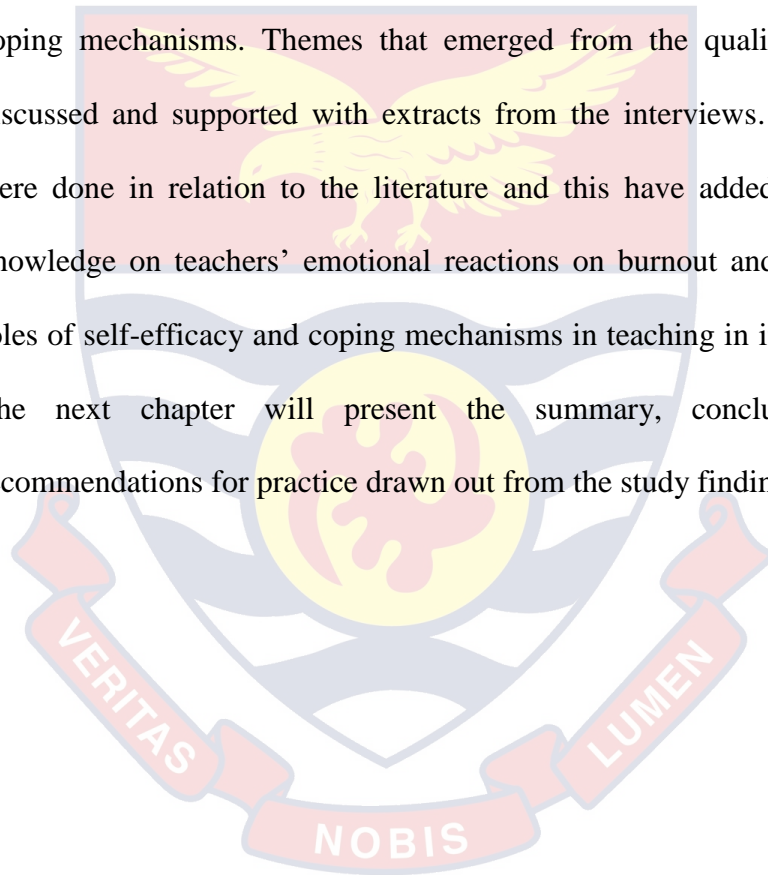 oping mechanisms. Themes that emerged from the quali
scussed and supported with extracts from the interviews.
ere done in relation to the literature and this have added
nowledge on teachers’ emotional reactions on burnout and
oles of self-efficacy and coping mechanisms in teaching in i
he next chapter will present the summary, conclu
commendations for practice drawn out from the study findin
VERITAS
NOBIS
LUMEN